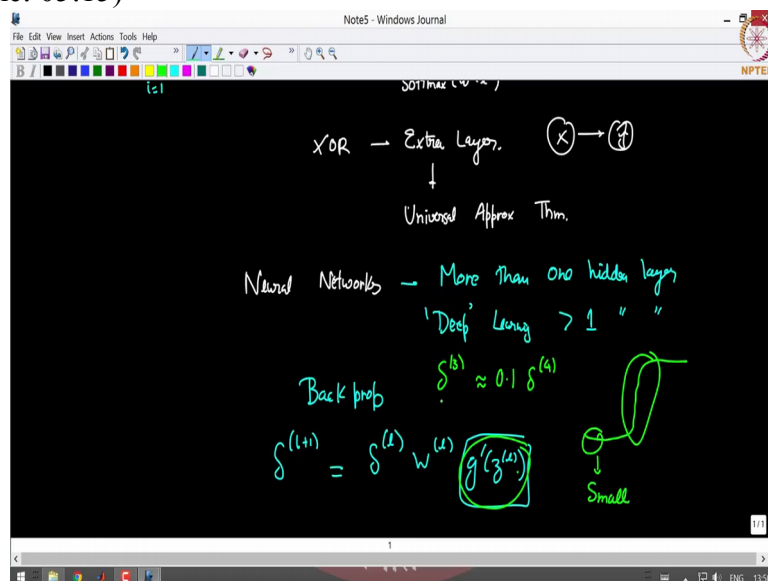 Note5 - Windows Journal
File Edit View Insert Actions Tools Help
B I
NPTEL
i=1
XOR — Extra Layer. x → ŷ
↓
Universal Approx Thm.
Neural Networks — More than one hidden layer
'Deep' Learning > 1 " "
δ⁽³⁾ ≈ 0.1 δ⁽⁴⁾
Back prop
δ⁽ˡ⁺¹⁾ = δ⁽ˡ⁾ w⁽ˡ⁾ g'(z⁽ˡ⁾)
↓
Small
1/1
1
ENG